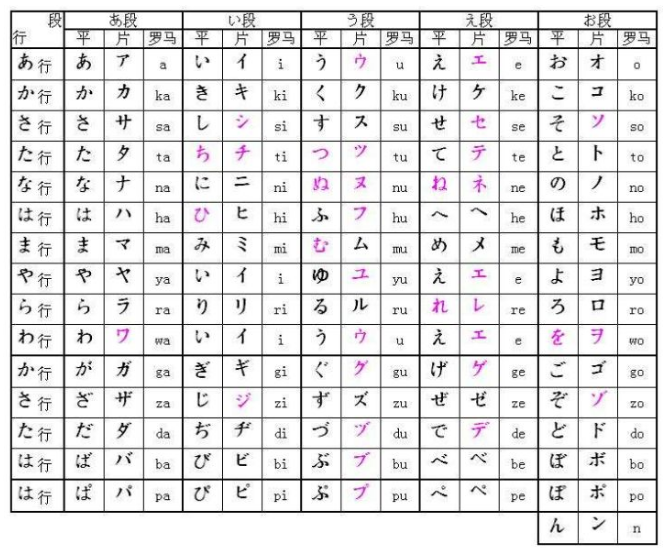 段 あ段 い段 う段 え段 お段
行 平 片 罗马 平 片 罗马 平 片 罗马 平 片 罗马 平 片 罗马
あ行 あ ア a い イ i う ウ u え エ e お オ o
か行 か カ ka き キ ki く ク ku け ケ ke こ コ ko
さ行 さ サ sa し シ si す ス su せ セ se そ ソ so
た行 た タ ta ち チ ti つ ツ tu て テ te と ト to
な行 な ナ na に ニ ni ぬ ヌ nu ね ネ ne の ノ no
は行 は ハ ha ひ ヒ hi ふ フ hu へ ヘ he ほ ホ ho
ま行 ま マ ma み ミ mi む ム mu め メ me も モ mo
や行 や ヤ ya い イ i ゆ ユ yu え エ e よ ヨ yo
ら行 ら ラ ra り リ ri る ル ru れ レ re ろ ロ ro
わ行 わ ワ wa い イ i う ウ u え エ e を ヲ wo
か行 が ガ ga ぎ ギ gi ぐ グ gu げ ゲ ge ご ゴ go
さ行 ざ ザ za じ ジ zi ず ズ zu ぜ ゼ ze ぞ ゾ zo
た行 だ ダ da ぢ ヂ di づ ヅ du で デ de ど ド do
は行 ば バ ba び ビ bi ぶ ブ bu べ ベ be ぼ ボ bo
は行 ぱ パ pa ぴ ピ pi ぷ プ pu ぺ ペ pe ぽ ポ po
ん ン n